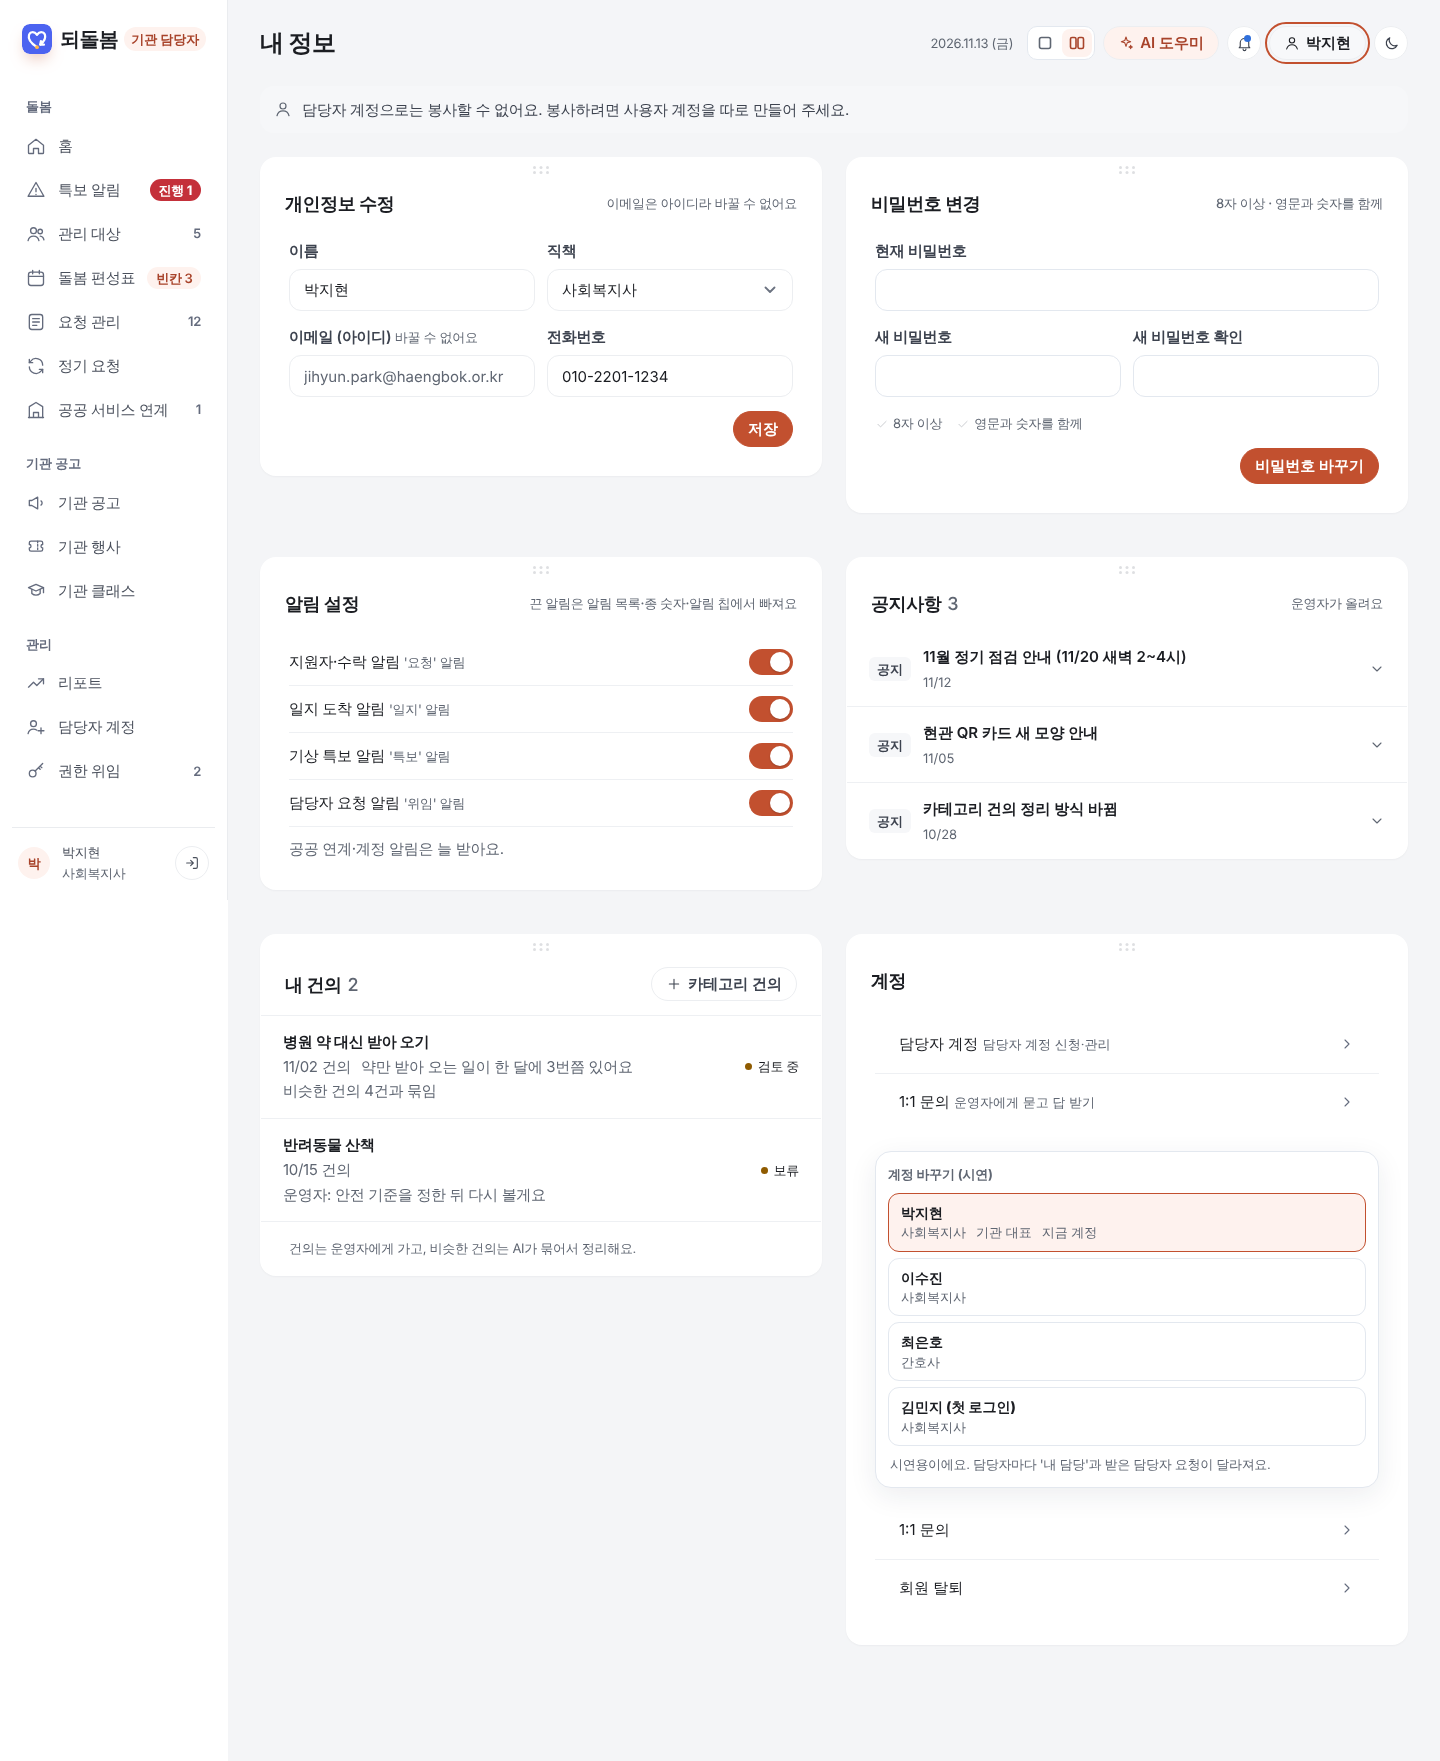 되돌봄 기관 담당자
돌봄
홈
특보 알림 진행 1
관리 대상 5
돌봄 편성표 빈칸 3
요청 관리 12
정기 요청
공공 서비스 연계 1
기관 공고
기관 공고
기관 행사
기관 클래스
관리
리포트
담당자 계정
권한 위임 2
박 박지현
사회복지사
내 정보
2026.11.13 (금) AI 도우미 박지현
담당자 계정으로는 봉사할 수 없어요. 봉사하려면 사용자 계정을 따로 만들어 주세요.
개인정보 수정 이메일은 아이디라 바꿀 수 없어요
이름 직책
박지현 사회복지사
이메일 (아이디) 바꿀 수 없어요 전화번호
jihyun.park@haengbok.or.kr 010-2201-1234
저장
비밀번호 변경 8자 이상 · 영문과 숫자를 함께
현재 비밀번호
새 비밀번호 새 비밀번호 확인
8자 이상 영문과 숫자를 함께
비밀번호 바꾸기
알림 설정 끈 알림은 알림 목록·종 숫자·알림 칩에서 빠져요
지원자·수락 알림 '요청' 알림
일지 도착 알림 '일지' 알림
기상 특보 알림 '특보' 알림
담당자 요청 알림 '위임' 알림
공공 연계·계정 알림은 늘 받아요.
공지사항 3 운영자가 올려요
공지 11월 정기 점검 안내 (11/20 새벽 2~4시)
11/12
공지 현관 QR 카드 새 모양 안내
11/05
공지 카테고리 건의 정리 방식 바뀜
10/28
내 건의 2 카테고리 건의
병원 약 대신 받아 오기
11/02 건의 약만 받아 오는 일이 한 달에 3번쯤 있어요 검토 중
비슷한 건의 4건과 묶임
반려동물 산책
10/15 건의 보류
운영자: 안전 기준을 정한 뒤 다시 볼게요
건의는 운영자에게 가고, 비슷한 건의는 AI가 묶어서 정리해요.
계정
담당자 계정 담당자 계정 신청·관리
1:1 문의 운영자에게 묻고 답 받기
계정 바꾸기 (시연)
박지현
사회복지사 기관 대표 지금 계정
이수진
사회복지사
최은호
간호사
김민지 (첫 로그인)
사회복지사
시연용이에요. 담당자마다 '내 담당'과 받은 담당자 요청이 달라져요.
1:1 문의
회원 탈퇴